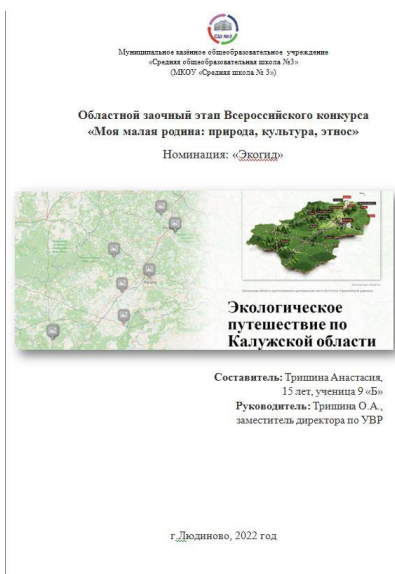 Муниципальное казённое общеобразовательное учреждение
«Средняя общеобразовательная школа №3»
(МКОУ «Средняя школа № 3»)
Областной заочный этап Всероссийского конкурса
«Моя малая родина: природа, культура, этнос»
Номинация: «Экогид»
Экологическое
путешествие по
Калужской области
Составитель: Тришина Анастасия,
15 лет, ученица 9 «Б»
Руководитель: Тришина О.А.,
заместитель директора по УВР
г.Людиново, 2022 год